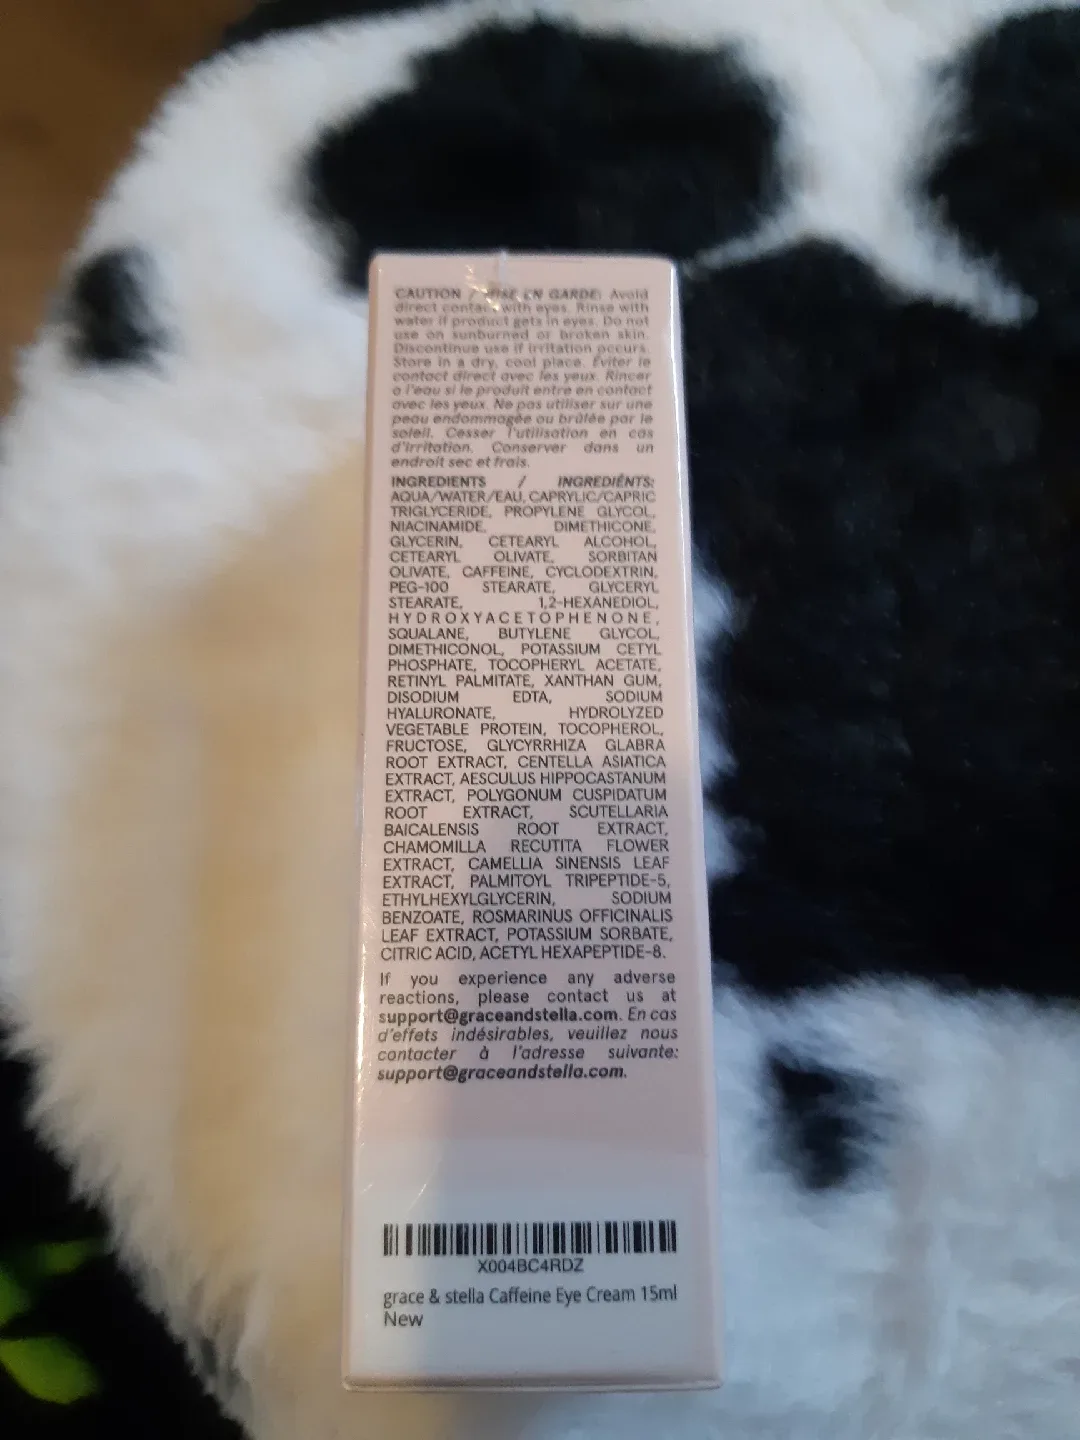 CAUTION / MISE EN GARDE: Avoid
direct contact with eyes. Rinse with
water if product gets in eyes. Do not
use on sunburned or broken skin.
Discontinue use if irritation occurs.
Store in a dry, cool place. Éviter le
contact direct avec les yeux. Rincer
a l'eau si le produit entre en contact
avec les yeux. Ne pas utiliser sur une
peau endommagée ou brûlée par le
soleil. Cesser l'utilisation en cas
d'irritation. Conserver dans un
endroit sec et frais.
INGREDIENTS / INGREDIÉNTS:
AQUA/WATER/EAU, CAPRYLIC/CAPRIC
TRIGLYCERIDE, PROPYLENE GLYCOL,
NIACINAMIDE, DIMETHICONE,
GLYCERIN, CETEARYL ALCOHOL,
CETEARYL OLIVATE, SORBITAN
OLIVATE, CAFFEINE, CYCLODEXTRIN,
PEG-100 STEARATE, GLYCERYL
STEARATE, 1,2-HEXANEDIOL,
HYDROXYACETOPHENONE,
SQUALANE, BUTYLENE GLYCOL,
DIMETHICONOL, POTASSIUM CETYL
PHOSPHATE, TOCOPHERYL ACETATE,
RETINYL PALMITATE, XANTHAN GUM,
DISODIUM EDTA, SODIUM
HYALURONATE, HYDROLYZED
VEGETABLE PROTEIN, TOCOPHEROL,
FRUCTOSE, GLYCYRRHIZA GLABRA
ROOT EXTRACT, CENTELLA ASIATICA
EXTRACT, AESCULUS HIPPOCASTANUM
EXTRACT, POLYGONUM CUSPIDATUM
ROOT EXTRACT, SCUTELLARIA
BAICALENSIS ROOT EXTRACT,
CHAMOMILLA RECUTITA FLOWER
EXTRACT, CAMELLIA SINENSIS LEAF
EXTRACT, PALMITOYL TRIPEPTIDE-5,
ETHYLHEXYLGLYCERIN, SODIUM
BENZOATE, ROSMARINUS OFFICINALIS
LEAF EXTRACT, POTASSIUM SORBATE,
CITRIC ACID, ACETYL HEXAPEPTIDE-8.
If you experience any adverse
reactions, please contact us at
support@graceandstella.com. En cas
d'effets indésirables, veuillez nous
contacter à l'adresse suivante:
support@graceandstella.com.
X004BC4RDZ
grace & stella Caffeine Eye Cream 15ml
New